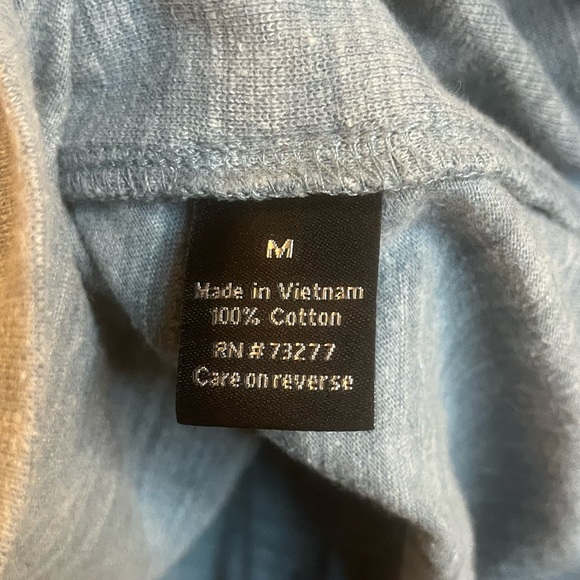 M
Made in Vietnam
100% Cotton
RN # 73277
Care on reverse